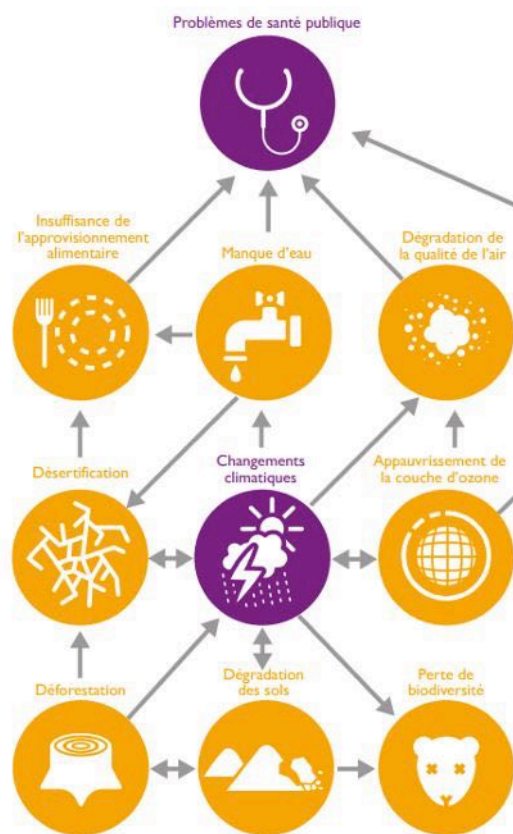 Problèmes de santé publique
Insuffisance de
l'approvisionnement
alimentaire
Manque d'eau
Dégradation de
la qualité de l'air
Désertification
Changements
climatiques
Appauvrissement de
la couche d'ozone
Déforestation
Dégradation
des sols
Perte de
biodiversité